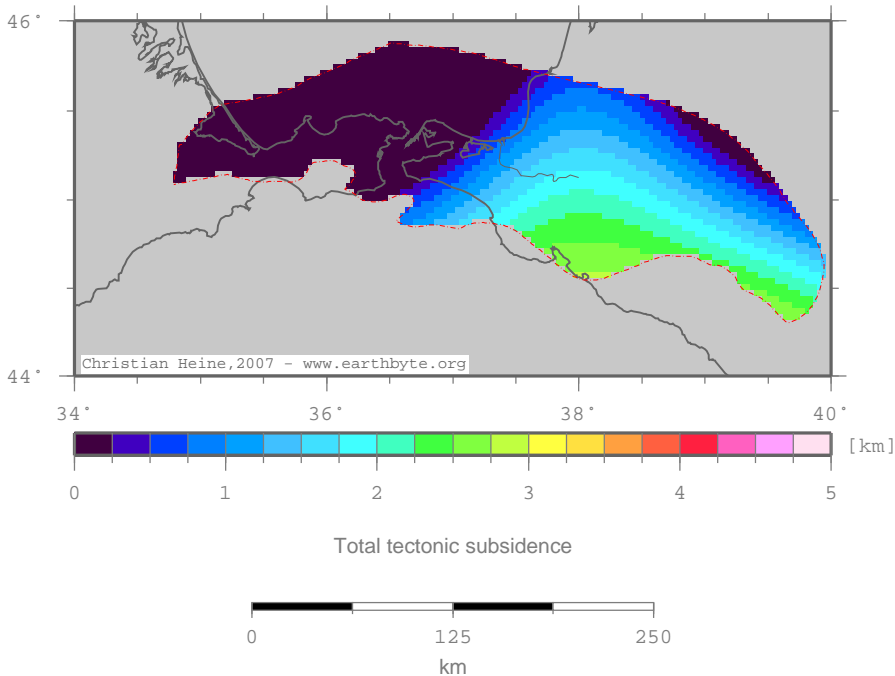 46°
44°
Christian Heine,2007 - www.earthbyte.org
34° 36° 38° 40°
[km]
0 1 2 3 4 5
Total tectonic subsidence
0 125 250
km